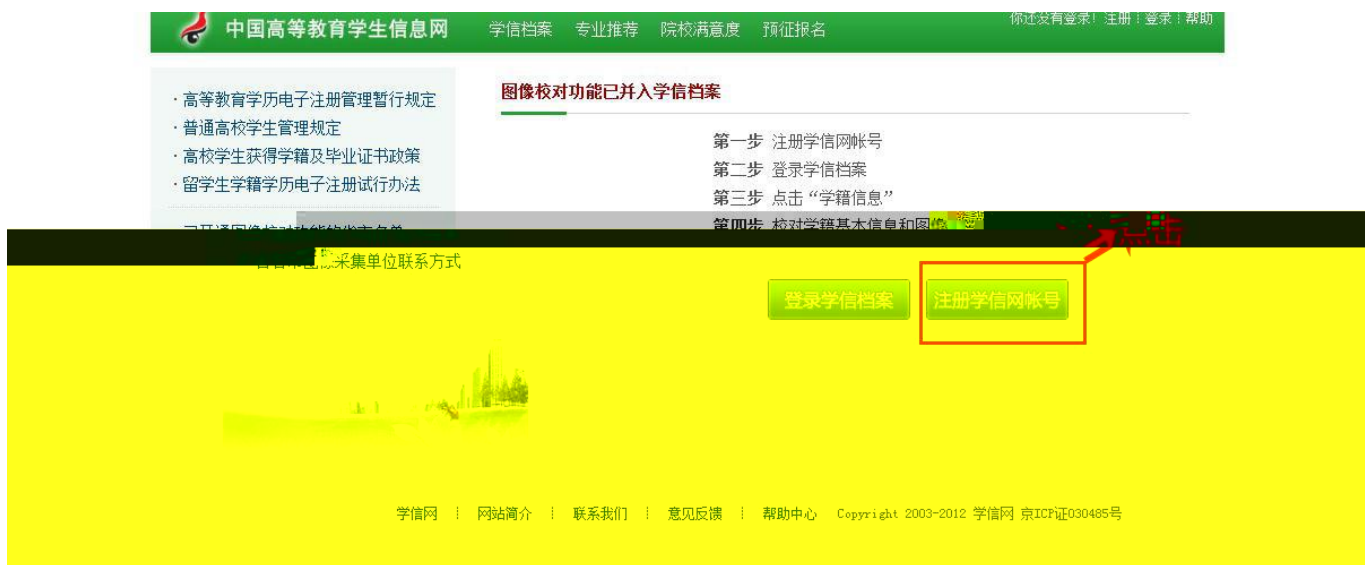 中国高等教育学生信息网 学信档案 专业推荐 院校满意度 预征报名 你还没有登录! 注册 | 登录 | 帮助
·高等教育学历电子注册管理暂行规定
·普通高校学生管理规定
·高校学生获得学籍及毕业证书政策
·留学生学籍学历电子注册试行办法
图像校对功能已并入学信档案
第一步 注册学信网帐号
第二步 登录学信档案
第三步 点击“学籍信息”
第四步 校对学籍基本信息和图像
采集单位联系方式
点击
登录学信档案 注册学信网帐号
学信网 | 网站简介 | 联系我们 | 意见反馈 | 帮助中心 Copyright 2003-2012 学信网 京ICP证030485号